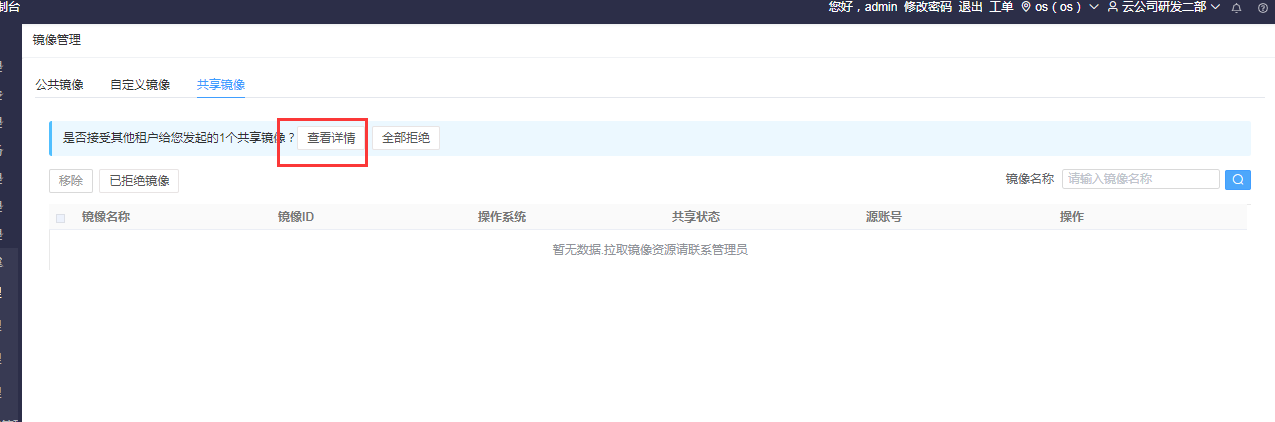 制台
您好，admin 修改密码 退出 工单 os（os） 云公司研发二部
镜像管理
公共镜像 自定义镜像 共享镜像
是否接受其他租户给您发起的1个共享镜像？ 查看详情 全部拒绝
移除 已拒绝镜像 镜像名称 请输入镜像名称
镜像名称 镜像ID 操作系统 共享状态 源账号 操作
暂无数据.拉取镜像资源请联系管理员